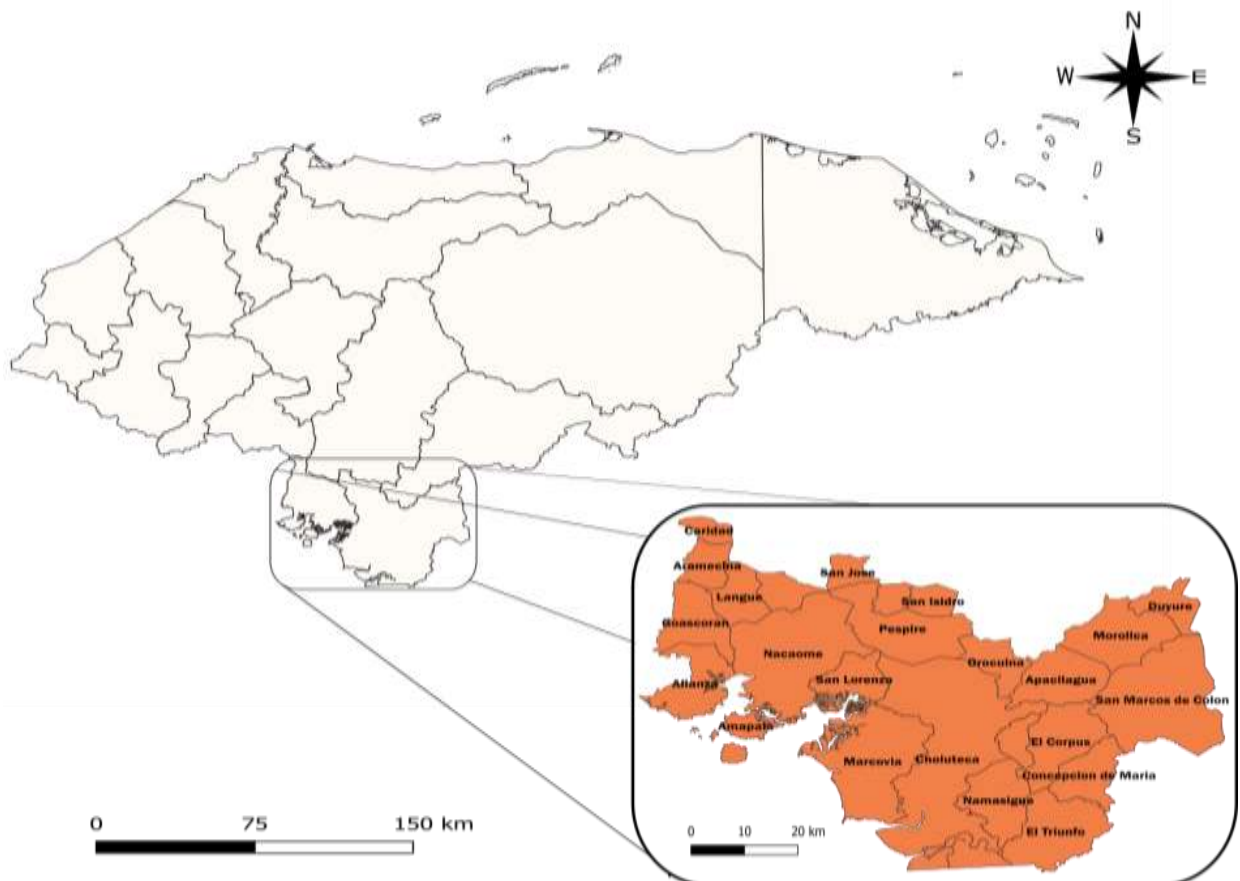 N
W E
S
Caridad
Aramecina
San Jose
Langue
San Isidro
Duyure
Goascoran
Pespire
Morolica
Nacaome
Orocuina
Alianza
San Lorenzo
Apacilagua
San Marcos de Colon
Amapala
El Corpus
Marcovia
Choluteca
Concepcion de Maria
Namasigue
El Triunfo
0 10 20 km
0 75 150 km